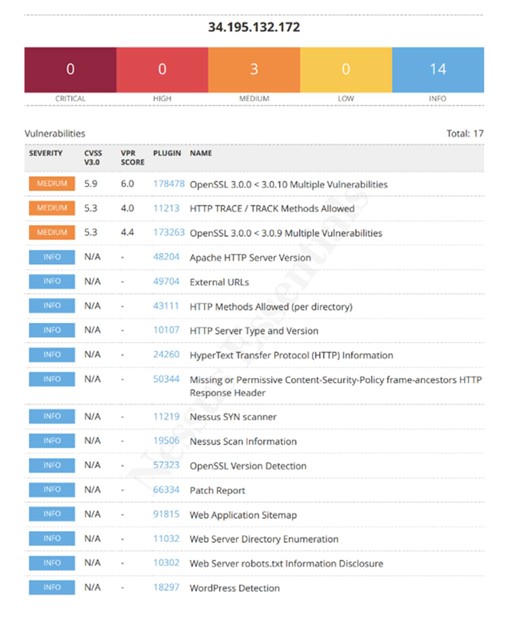 34.195.132.172
0 0 3 0 14
CRITICAL HIGH MEDIUM LOW INFO
Vulnerabilities Total: 17
SEVERITY CVSS V3.0 VPR SCORE PLUGIN NAME
MEDIUM 5.9 6.0 178478 OpenSSL 3.0.0 < 3.0.10 Multiple Vulnerabilities
MEDIUM 5.3 4.0 11213 HTTP TRACE / TRACK Methods Allowed
MEDIUM 5.3 4.4 173263 OpenSSL 3.0.0 < 3.0.9 Multiple Vulnerabilities
INFO N/A - 48204 Apache HTTP Server Version
INFO N/A - 49704 External URLs
INFO N/A - 43111 HTTP Methods Allowed (per directory)
INFO N/A - 10107 HTTP Server Type and Version
INFO N/A - 24260 HyperText Transfer Protocol (HTTP) Information
INFO N/A - 50344 Missing or Permissive Content-Security-Policy frame-ancestors HTTP
Response Header
INFO N/A - 11219 Nessus SYN scanner
INFO N/A - 19506 Nessus Scan Information
INFO N/A - 57323 OpenSSL Version Detection
INFO N/A - 66334 Patch Report
INFO N/A - 91815 Web Application Sitemap
INFO N/A - 11032 Web Server Directory Enumeration
INFO N/A - 10302 Web Server robots.txt Information Disclosure
INFO N/A - 18297 WordPress Detection
Nessus Essentials